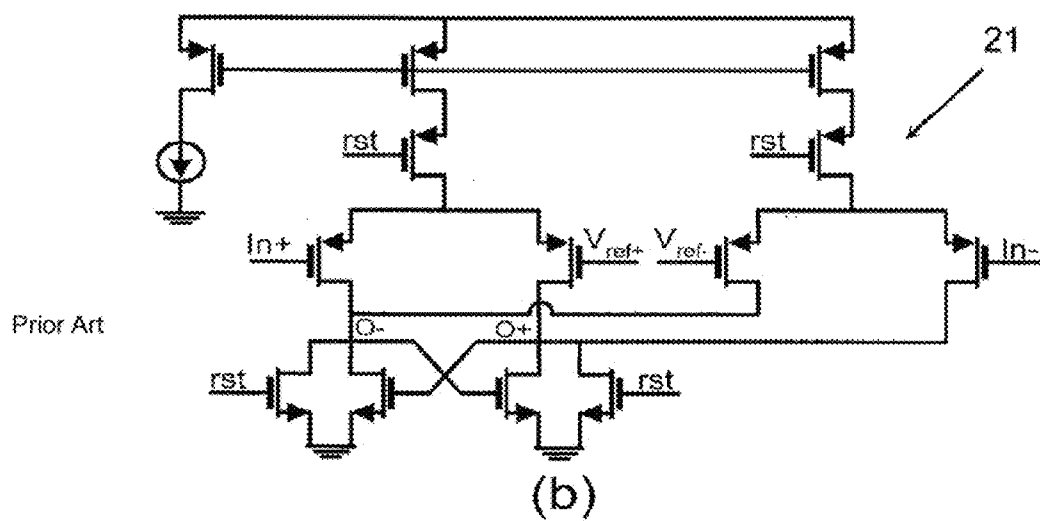 21
rst
rst
In+
Vref+
Vref-
In-
Prior Art
O-
O+
rst
rst
(b)